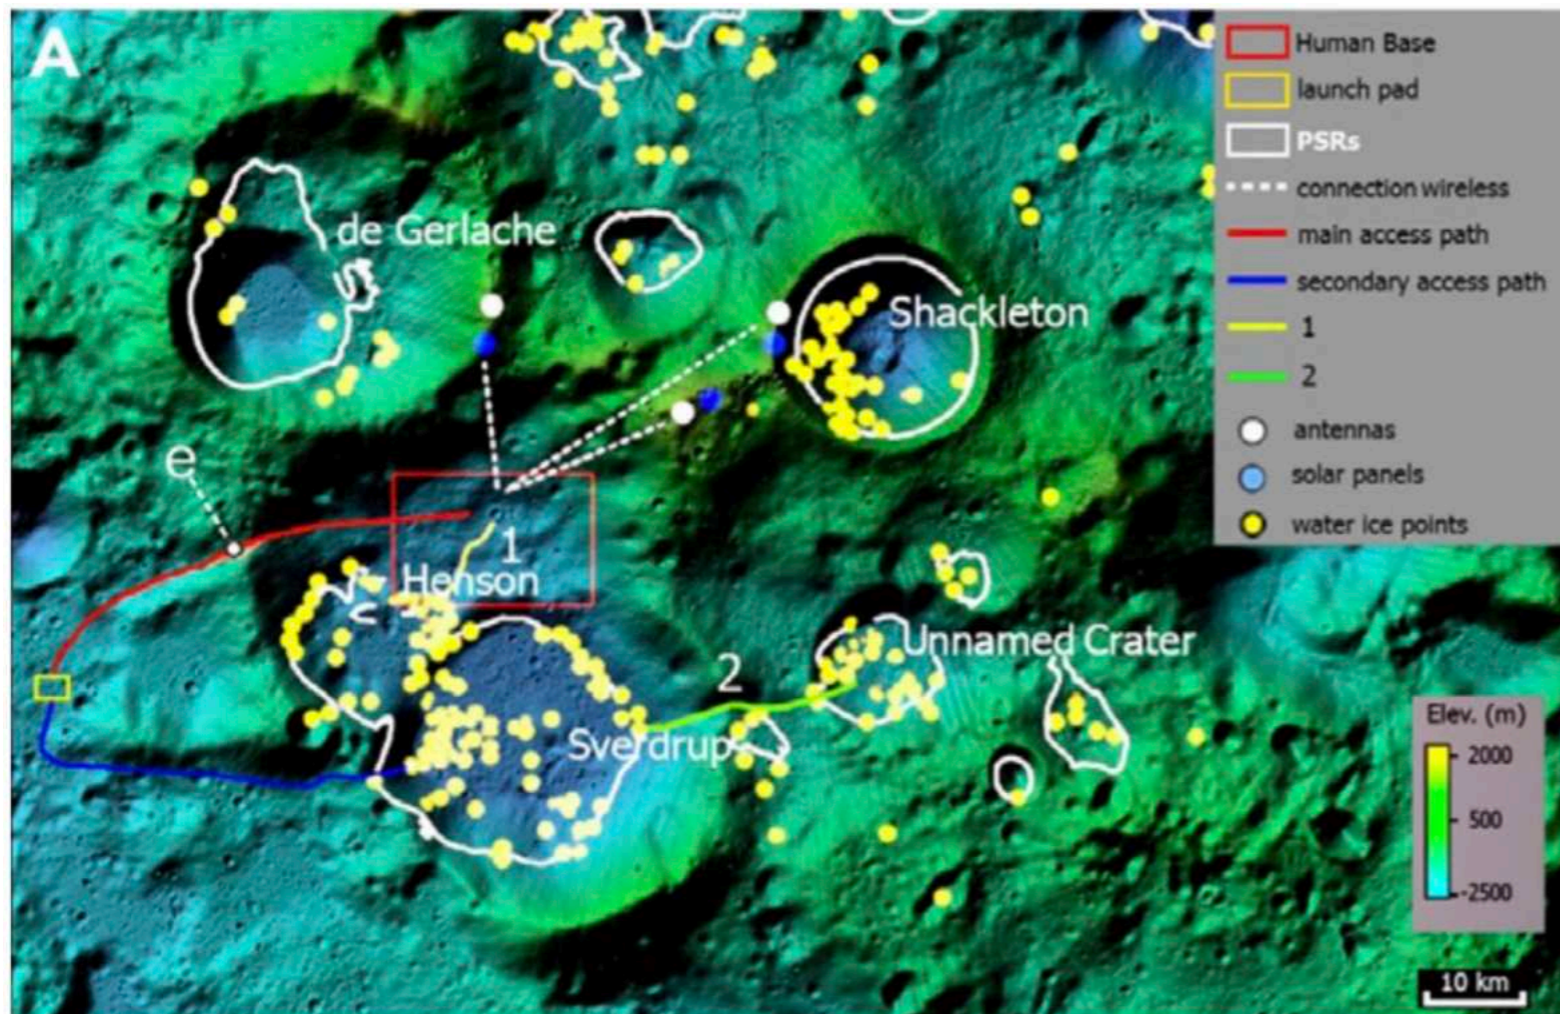 A
de Gerlache
Shackleton
e
1
Henson
Unnamed Crater
2
Sverdrup
Human Base
launch pad
PSRs
connection wireless
main access path
secondary access path
1
2
antennas
solar panels
water ice points
Elev. (m)
2000
500
-2500
10 km